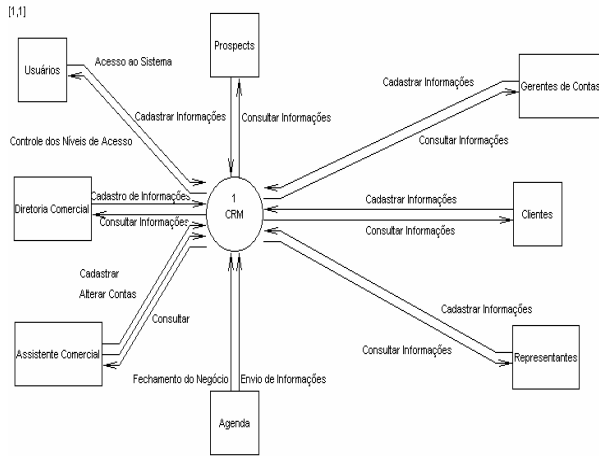 [1,1]
Prospects
Usuários
Acesso ao Sistema
Gerentes de Contas
Cadastrar Informações
Cadastrar Informações
Consultar Informações
Controle dos Níveis de Acesso
Consultar Informações
Diretoria Comercial
Cadastro de Informações
Consultar Informações
1
CRM
Cadastrar Informações
Consultar Informações
Clientes
Cadastrar
Alterar Contas
Consultar
Cadastrar Informações
Consultar Informações
Assistente Comercial
Representantes
Fechamento do Negócio
Envio de Informações
Agenda